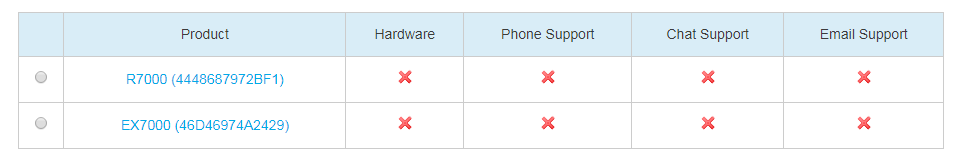 Product Hardware Phone Support Chat Support Email Support
R7000 (4448687972BF1)
EX7000 (46D46974A2429)